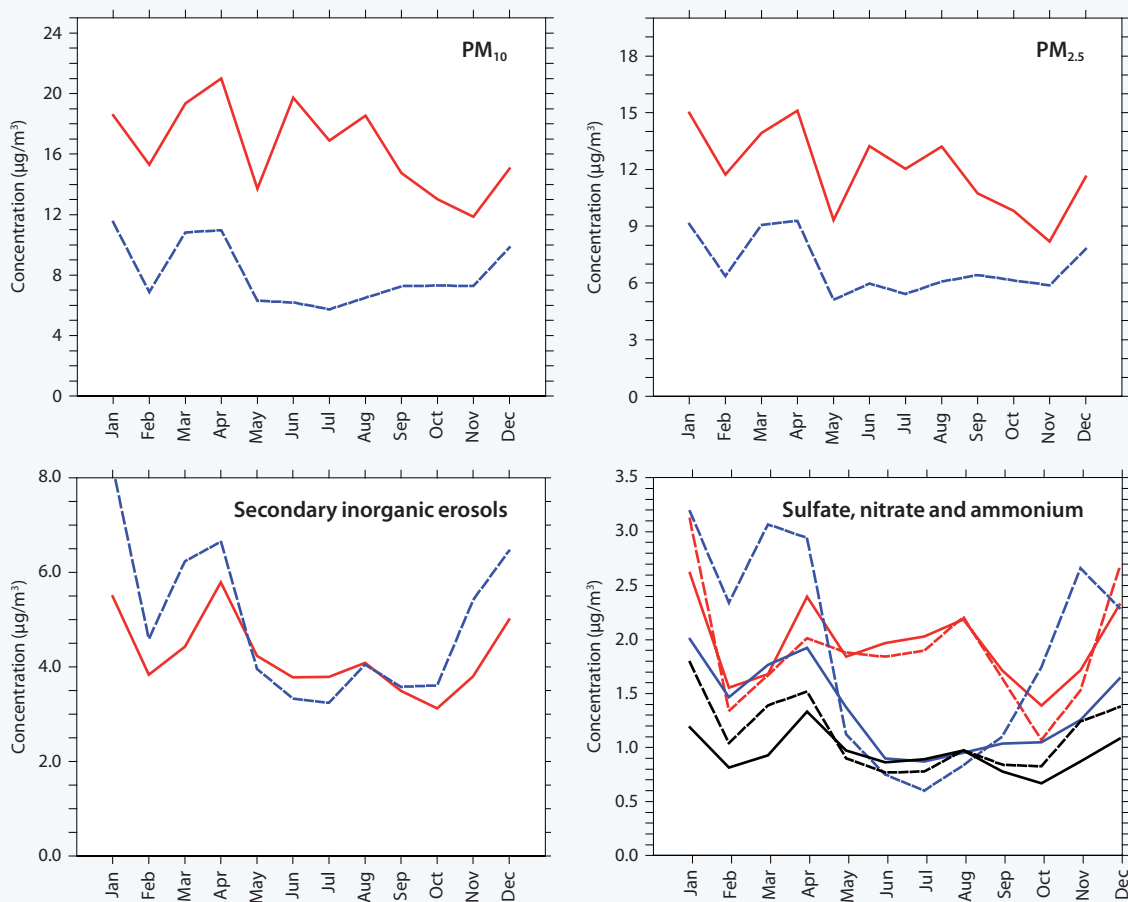 PM₁₀
Concentration (µg/m³)
24
20
16
12
8
4
0
Jan Feb Mar Apr May Jun Jul Aug Sep Oct Nov Dec
PM₂.₅
Concentration (µg/m³)
18
15
12
9
6
3
0
Jan Feb Mar Apr May Jun Jul Aug Sep Oct Nov Dec
Secondary inorganic erosols
Concentration (µg/m³)
8.0
6.0
4.0
2.0
0.0
Jan Feb Mar Apr May Jun Jul Aug Sep Oct Nov Dec
Sulfate, nitrate and ammonium
Concentration (µg/m³)
3.5
3.0
2.5
2.0
1.5
1.0
0.5
0.0
Jan Feb Mar Apr May Jun Jul Aug Sep Oct Nov Dec